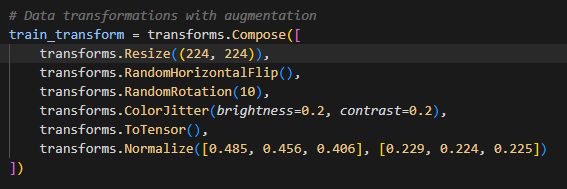 # Data transformations with augmentation
train_transform = transforms.Compose([
    transforms.Resize((224, 224)),
    transforms.RandomHorizontalFlip(),
    transforms.RandomRotation(10),
    transforms.ColorJitter(brightness=0.2, contrast=0.2),
    transforms.ToTensor(),
    transforms.Normalize([0.485, 0.456, 0.406], [0.229, 0.224, 0.225])
])